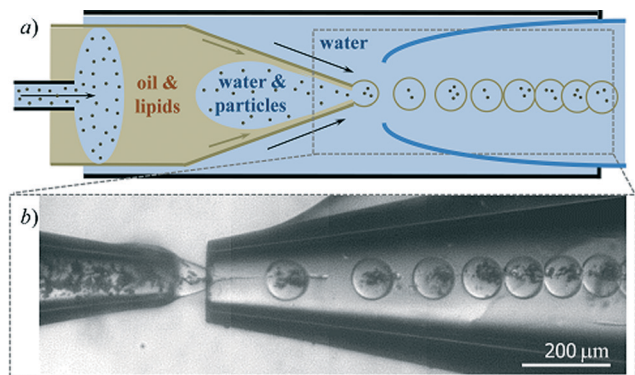 a)
water
oil &
lipids
water &
particles
b)
200 µm